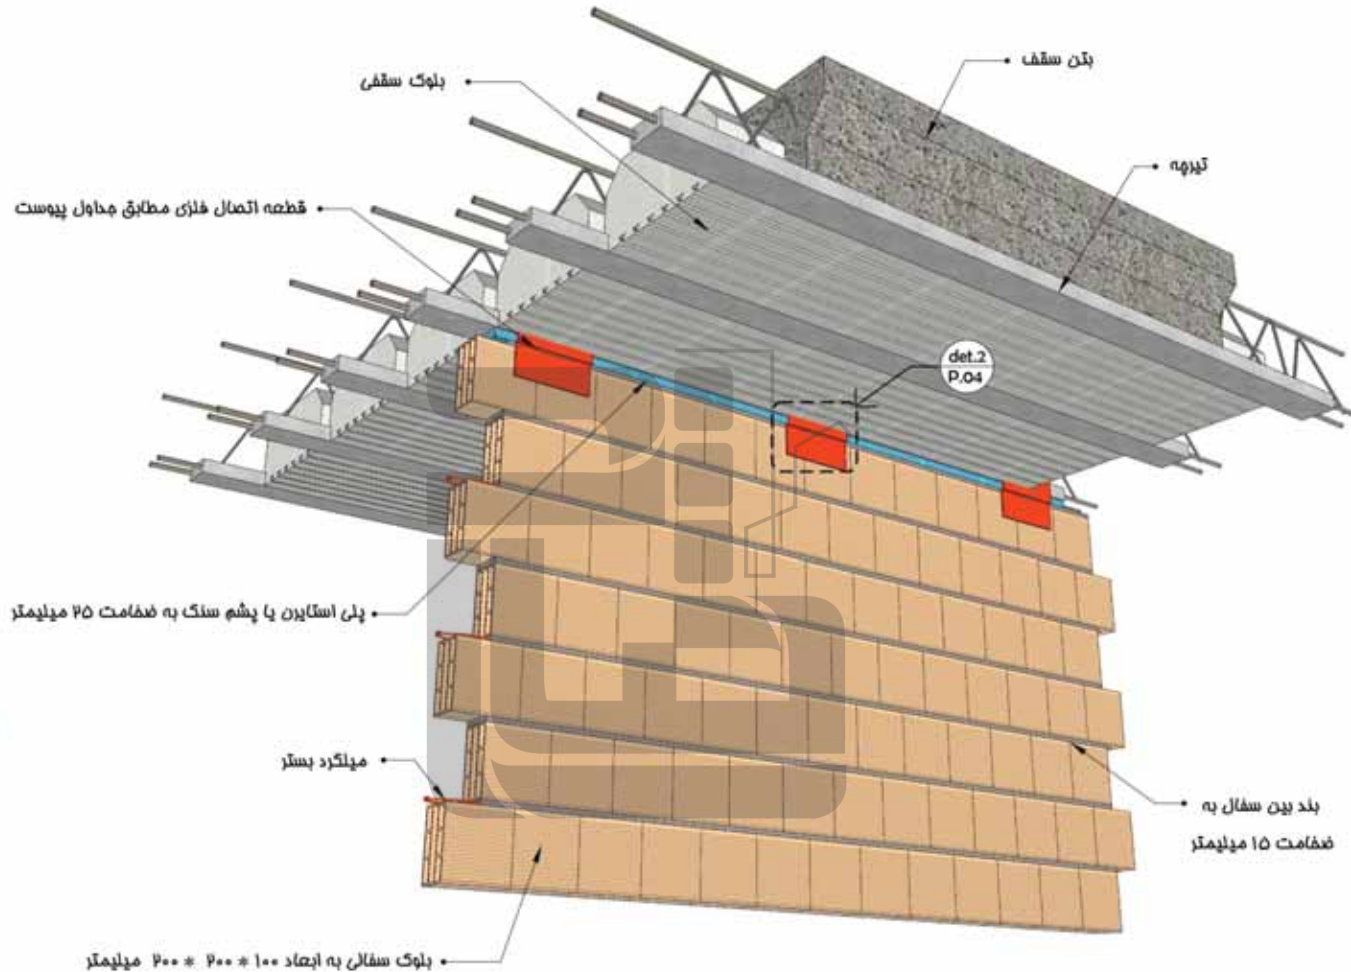 بتن سقف
بلوک سقفی
تیرچه
قطعه اتصال فلزی مطابق جداول پیوست
det.2
P.04
پلی استایرن یا پشم سنگ به ضخامت ۲۵ میلیمتر
میلگرد بستر
بند بین سفال به
ضخامت ۱۵ میلیمتر
بلوک سفالی به ابعاد ۱۰۰ * ۲۰۰ * ۲۰۰ میلیمتر